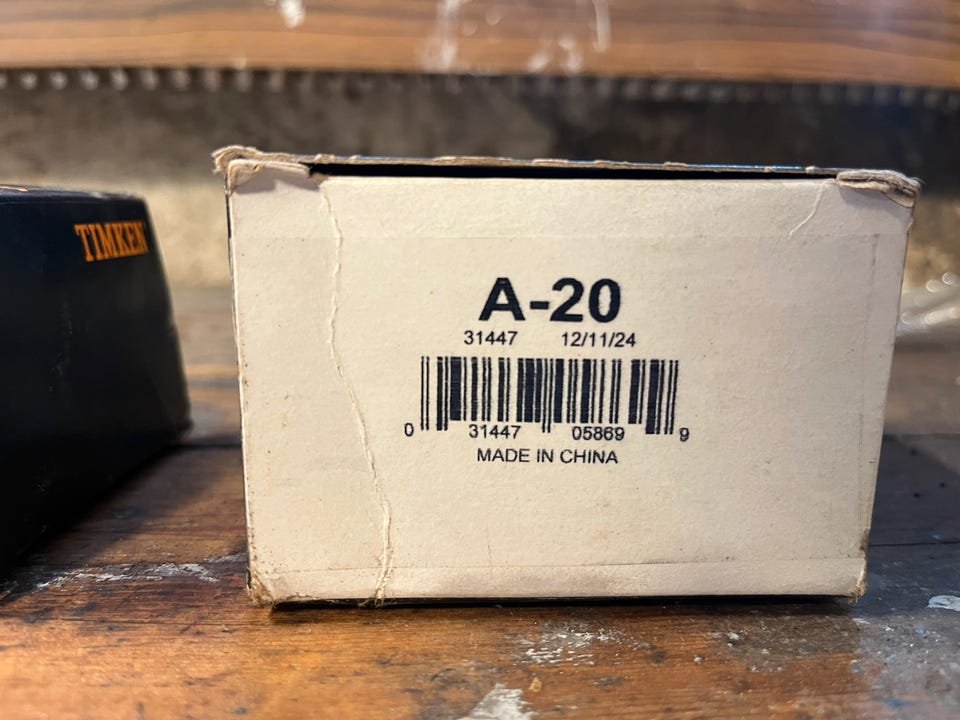 TIMKEN
A-20
31447 12/11/24
0 31447 05869 9
MADE IN CHINA